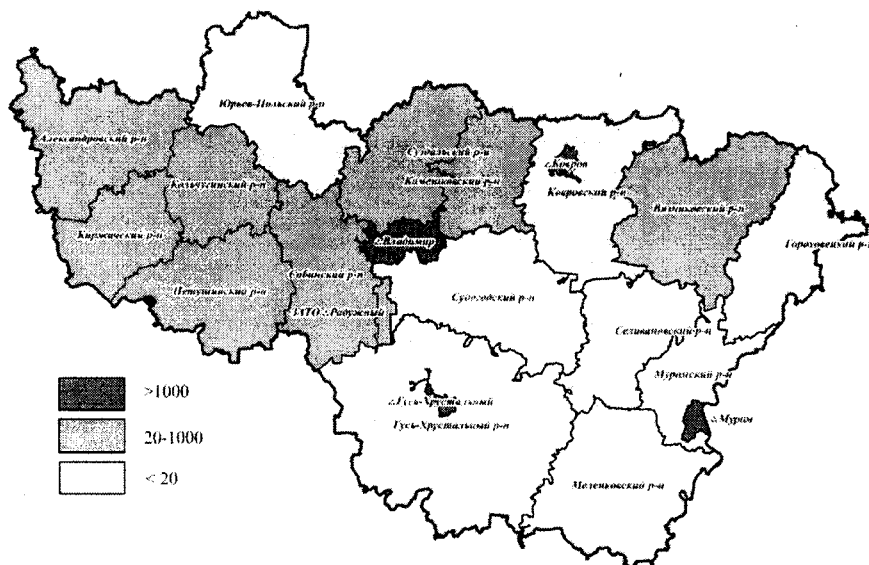 Юрьев-Польский р-н
Александровский р-н
Суздальский р-н
г.Ковров
Кольчугинский р-н
Камешковский р-н
Ковровский р-н
Вязниковский р-н
Киржачский р-н
г.Владимир
Гороховецкий р-н
Собинский р-н
Петушинский р-н
Судогодский р-н
ЗАТО г.Радужный
Селивановский р-н
Муромский р-н
>1000
г.Гусь-Хрустальный
г.Муром
Гусь-Хрустальный р-н
20-1000
< 20
Меленковский р-н